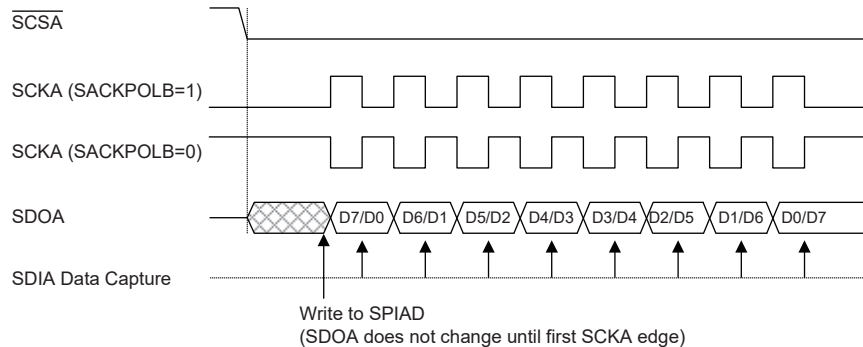 SCSA
SCKA (SACKPOLB=1)
SCKA (SACKPOLB=0)
SDOA D7/D0 D6/D1 D5/D2 D4/D3 D3/D4 D2/D5 D1/D6 D0/D7
SDIA Data Capture
Write to SPIAD
(SDOA does not change until first SCKA edge)